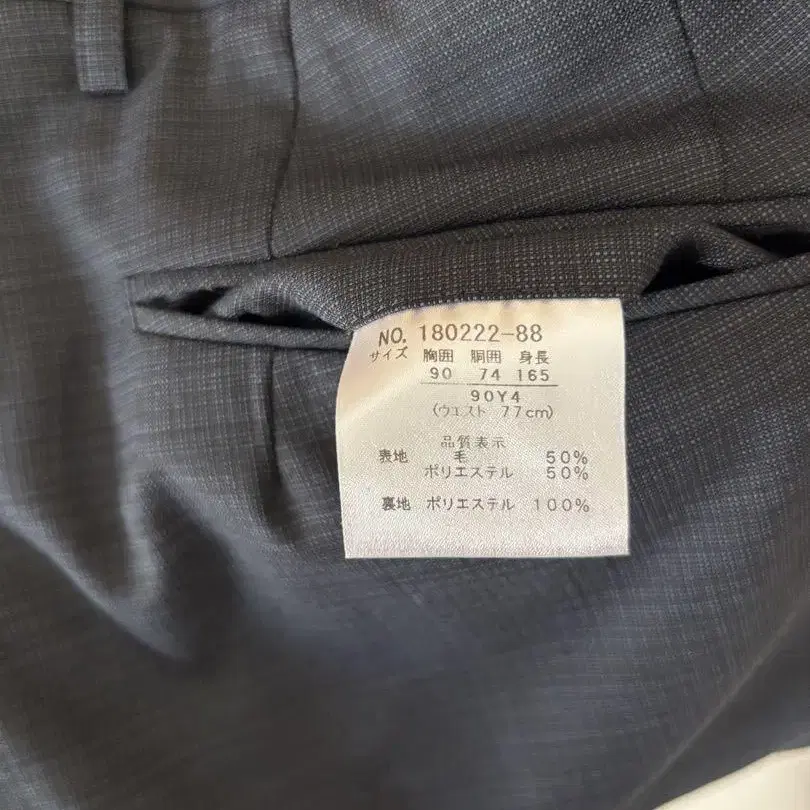 NO. 180222-88
サイズ 胸囲 胴囲 身長
90 74 165
90Y4
(ウエスト 77cm)
品質表示
表地 毛 50%
ポリエステル 50%
裏地 ポリエステル 100%